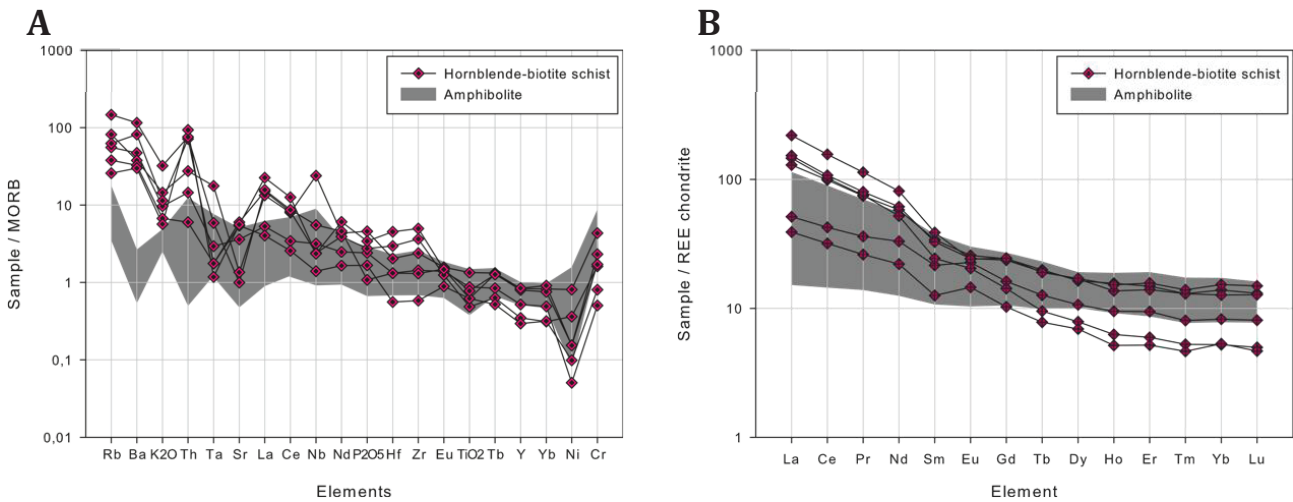 A
1000
100
10
1
0,1
0,01
Sample / MORB
Hornblende-biotite schist
Amphibolite
Rb Ba K2O Th Ta Sr La Ce Nb Nd P2O5 Hf Zr Eu TiO2 Tb Y Yb Ni Cr
Elements
B
1000
100
10
1
Sample / REE chondrite
Hornblende-biotite schist
Amphibolite
La Ce Pr Nd Sm Eu Gd Tb Dy Ho Er Tm Yb Lu
Element